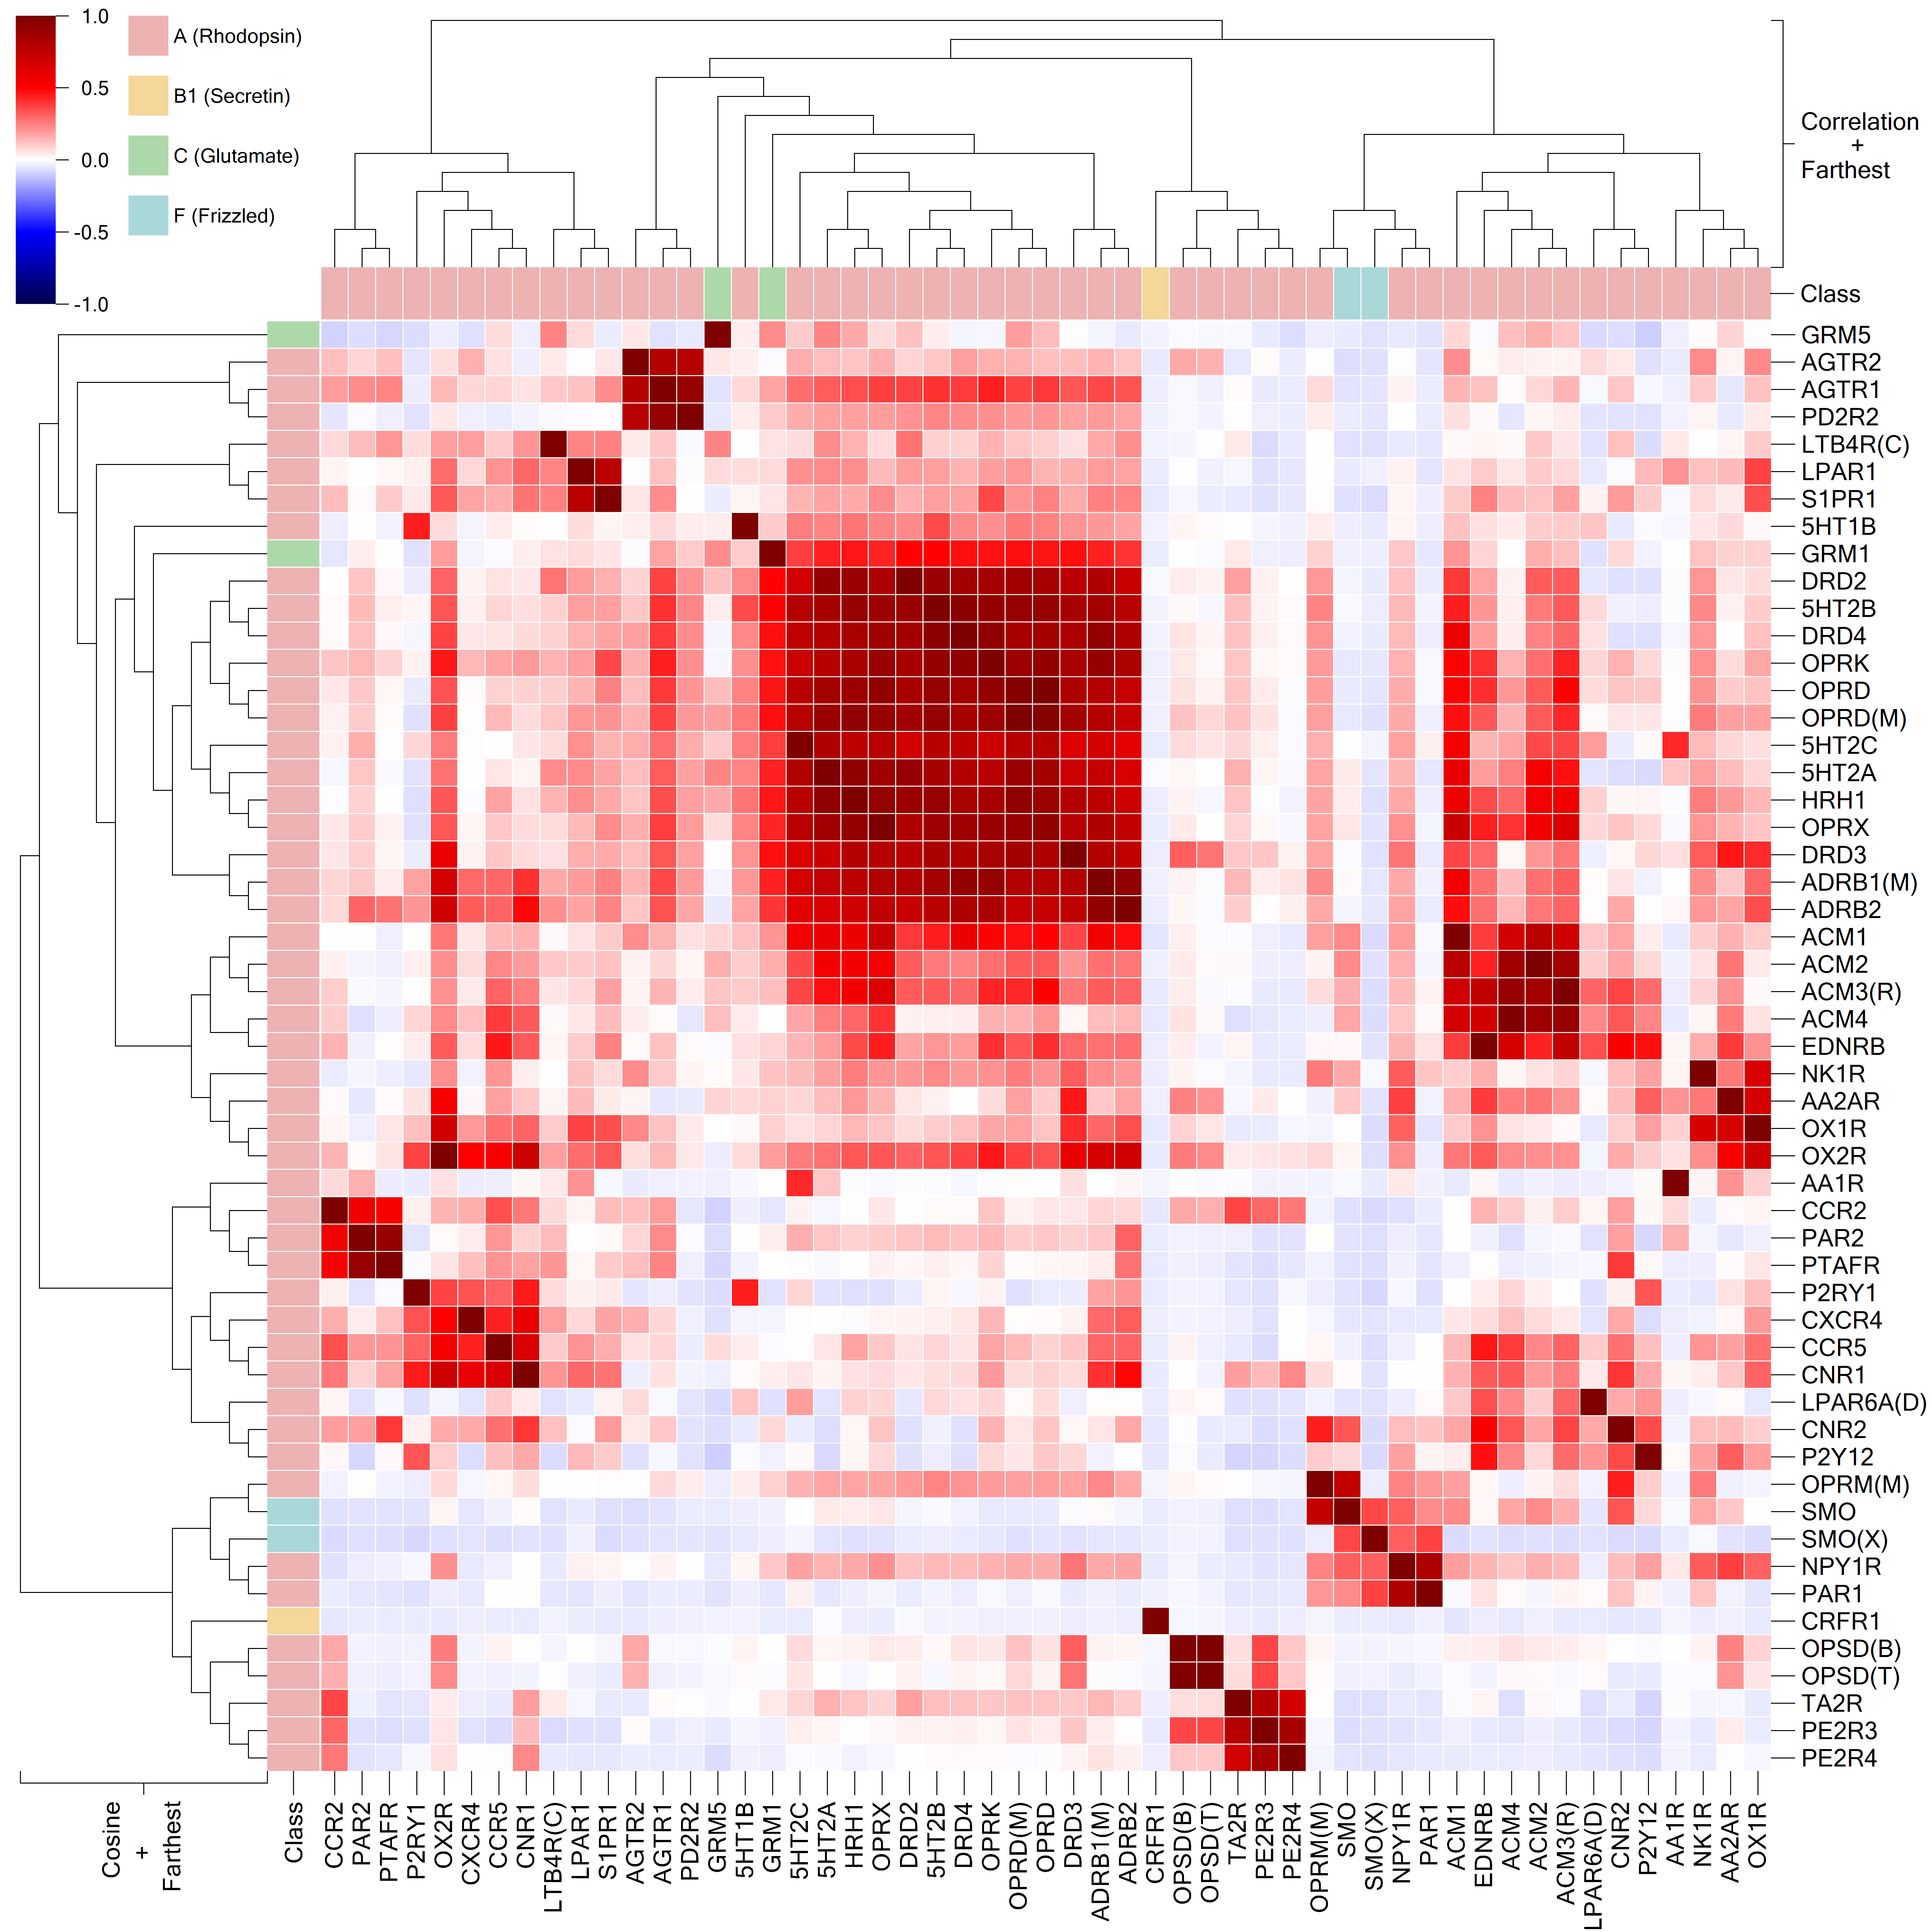 1.0
0.5
0.0
-0.5
-1.0
A (Rhodopsin)
B1 (Secretin)
C (Glutamate)
F (Frizzled)
Correlation
+
Farthest
Class
GRM5
AGTR2
AGTR1
PD2R2
LTB4R(C)
LPAR1
S1PR1
5HT1B
GRM1
DRD2
5HT2B
DRD4
OPRK
OPRD
OPRD(M)
5HT2C
5HT2A
HRH1
OPRX
DRD3
ADRB1(M)
ADRB2
ACM1
ACM2
ACM3(R)
ACM4
EDNRB
NK1R
AA2AR
OX1R
OX2R
AA1R
CCR2
PAR2
PTAFR
P2RY1
CXCR4
CCR5
CNR1
LPAR6A(D)
CNR2
P2Y12
OPRM(M)
SMO
SMO(X)
NPY1R
PAR1
CRFR1
OPSD(B)
OPSD(T)
TA2R
PE2R3
PE2R4
Cosine
+
Farthest
Class
CCR2
PAR2
PTAFR
P2RY1
OX2R
CXCR4
CCR5
CNR1
LTB4R(C)
LPAR1
S1PR1
AGTR2
AGTR1
PD2R2
GRM5
5HT1B
GRM1
5HT2C
5HT2A
HRH1
OPRX
DRD2
5HT2B
DRD4
OPRK
OPRD(M)
OPRD
DRD3
ADRB1(M)
ADRB2
CRFR1
OPSD(B)
OPSD(T)
TA2R
PE2R3
PE2R4
OPRM(M)
SMO
SMO(X)
NPY1R
PAR1
ACM1
EDNRB
ACM4
ACM2
ACM3(R)
LPAR6A(D)
CNR2
P2Y12
AA1R
NK1R
AA2AR
OX1R